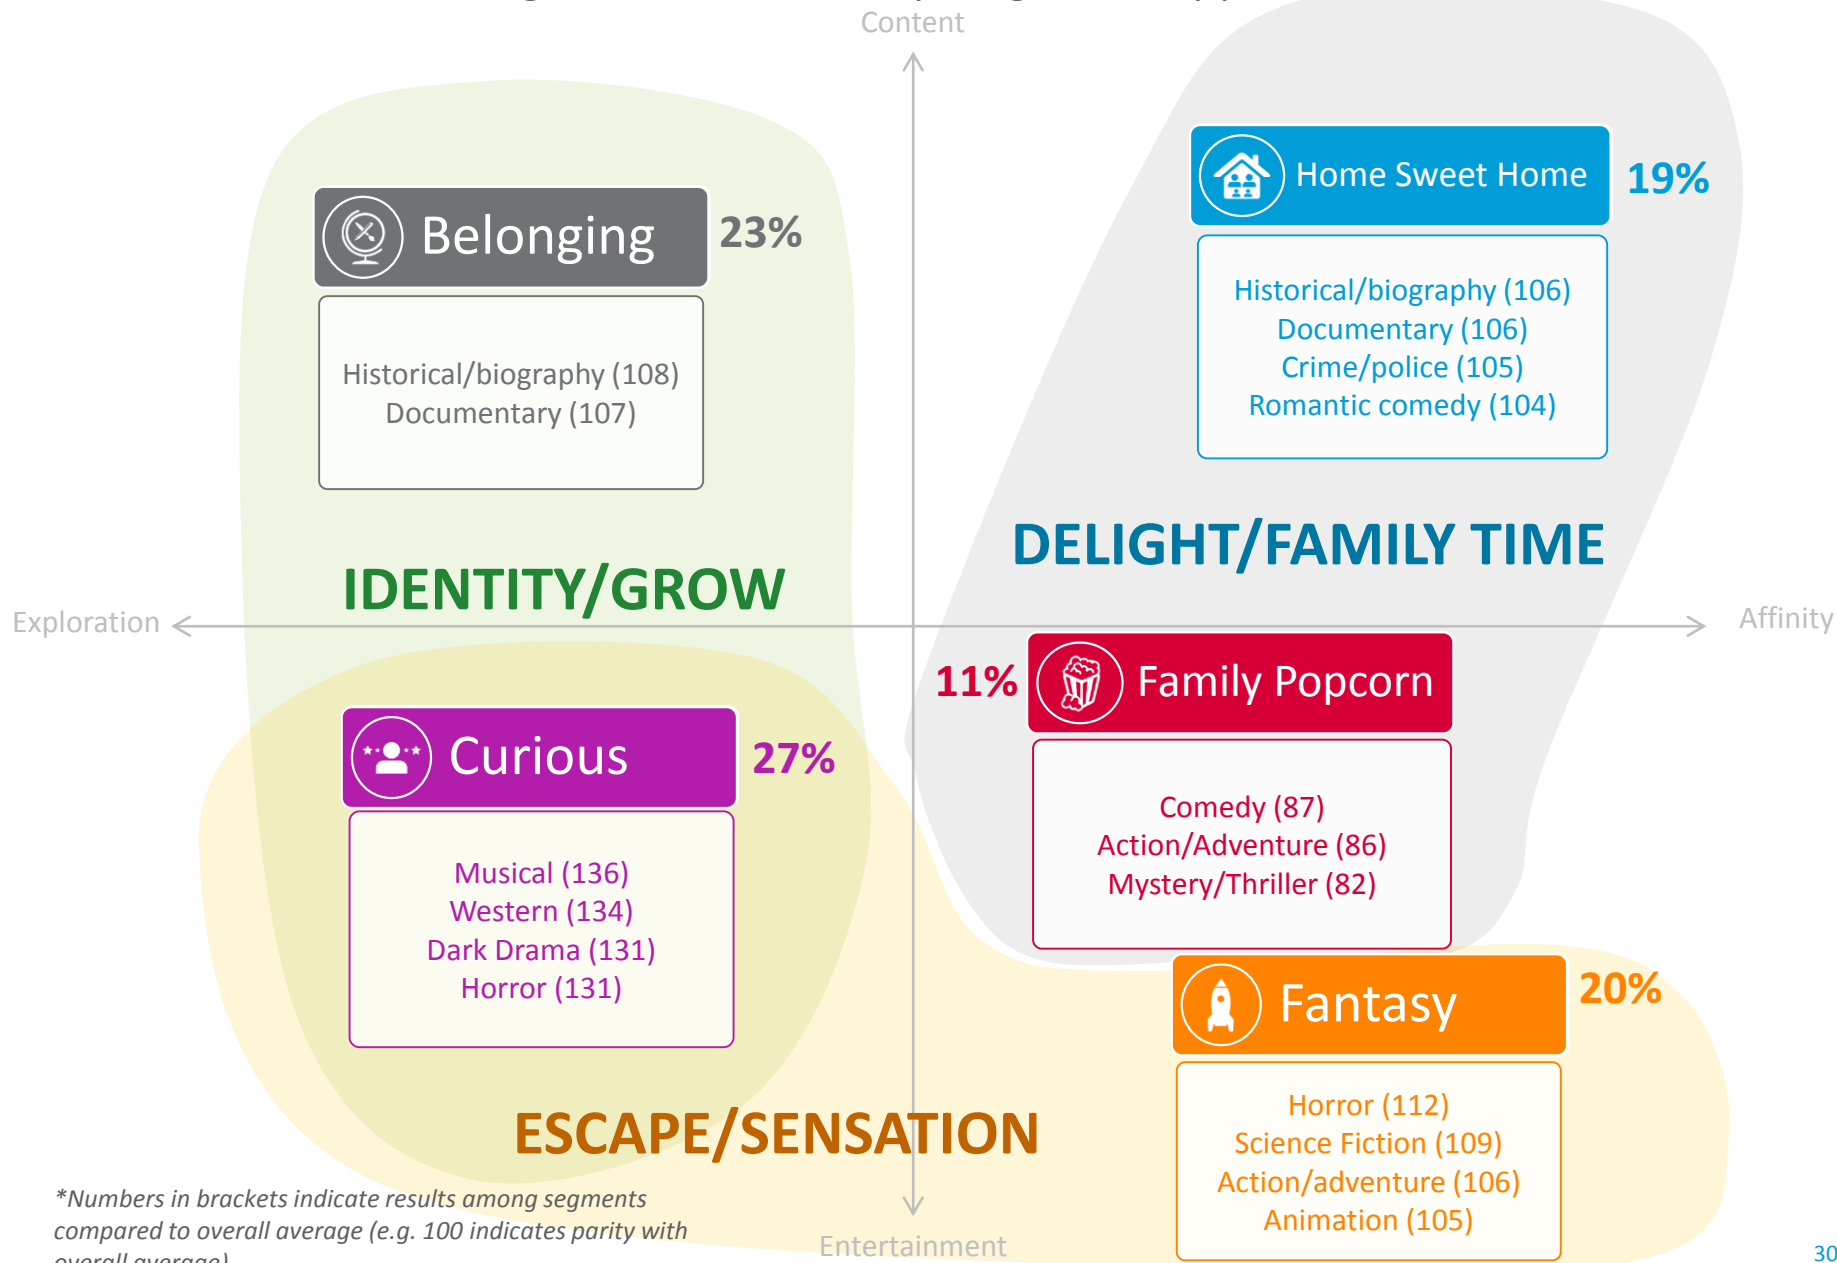 Content
Home Sweet Home
19%
Belonging
23%
Historical/biography (106)
Documentary (106)
Crime/police (105)
Romantic comedy (104)
Historical/biography (108)
Documentary (107)
DELIGHT/FAMILY TIME
IDENTITY/GROW
Exploration
Affinity
11%
Family Popcorn
Curious
27%
Comedy (87)
Action/Adventure (86)
Mystery/Thriller (82)
Musical (136)
Western (134)
Dark Drama (131)
Horror (131)
Fantasy
20%
Horror (112)
Science Fiction (109)
Action/adventure (106)
Animation (105)
ESCAPE/SENSATION
*Numbers in brackets indicate results among segments
compared to overall average (e.g. 100 indicates parity with
overall average)
Entertainment
30